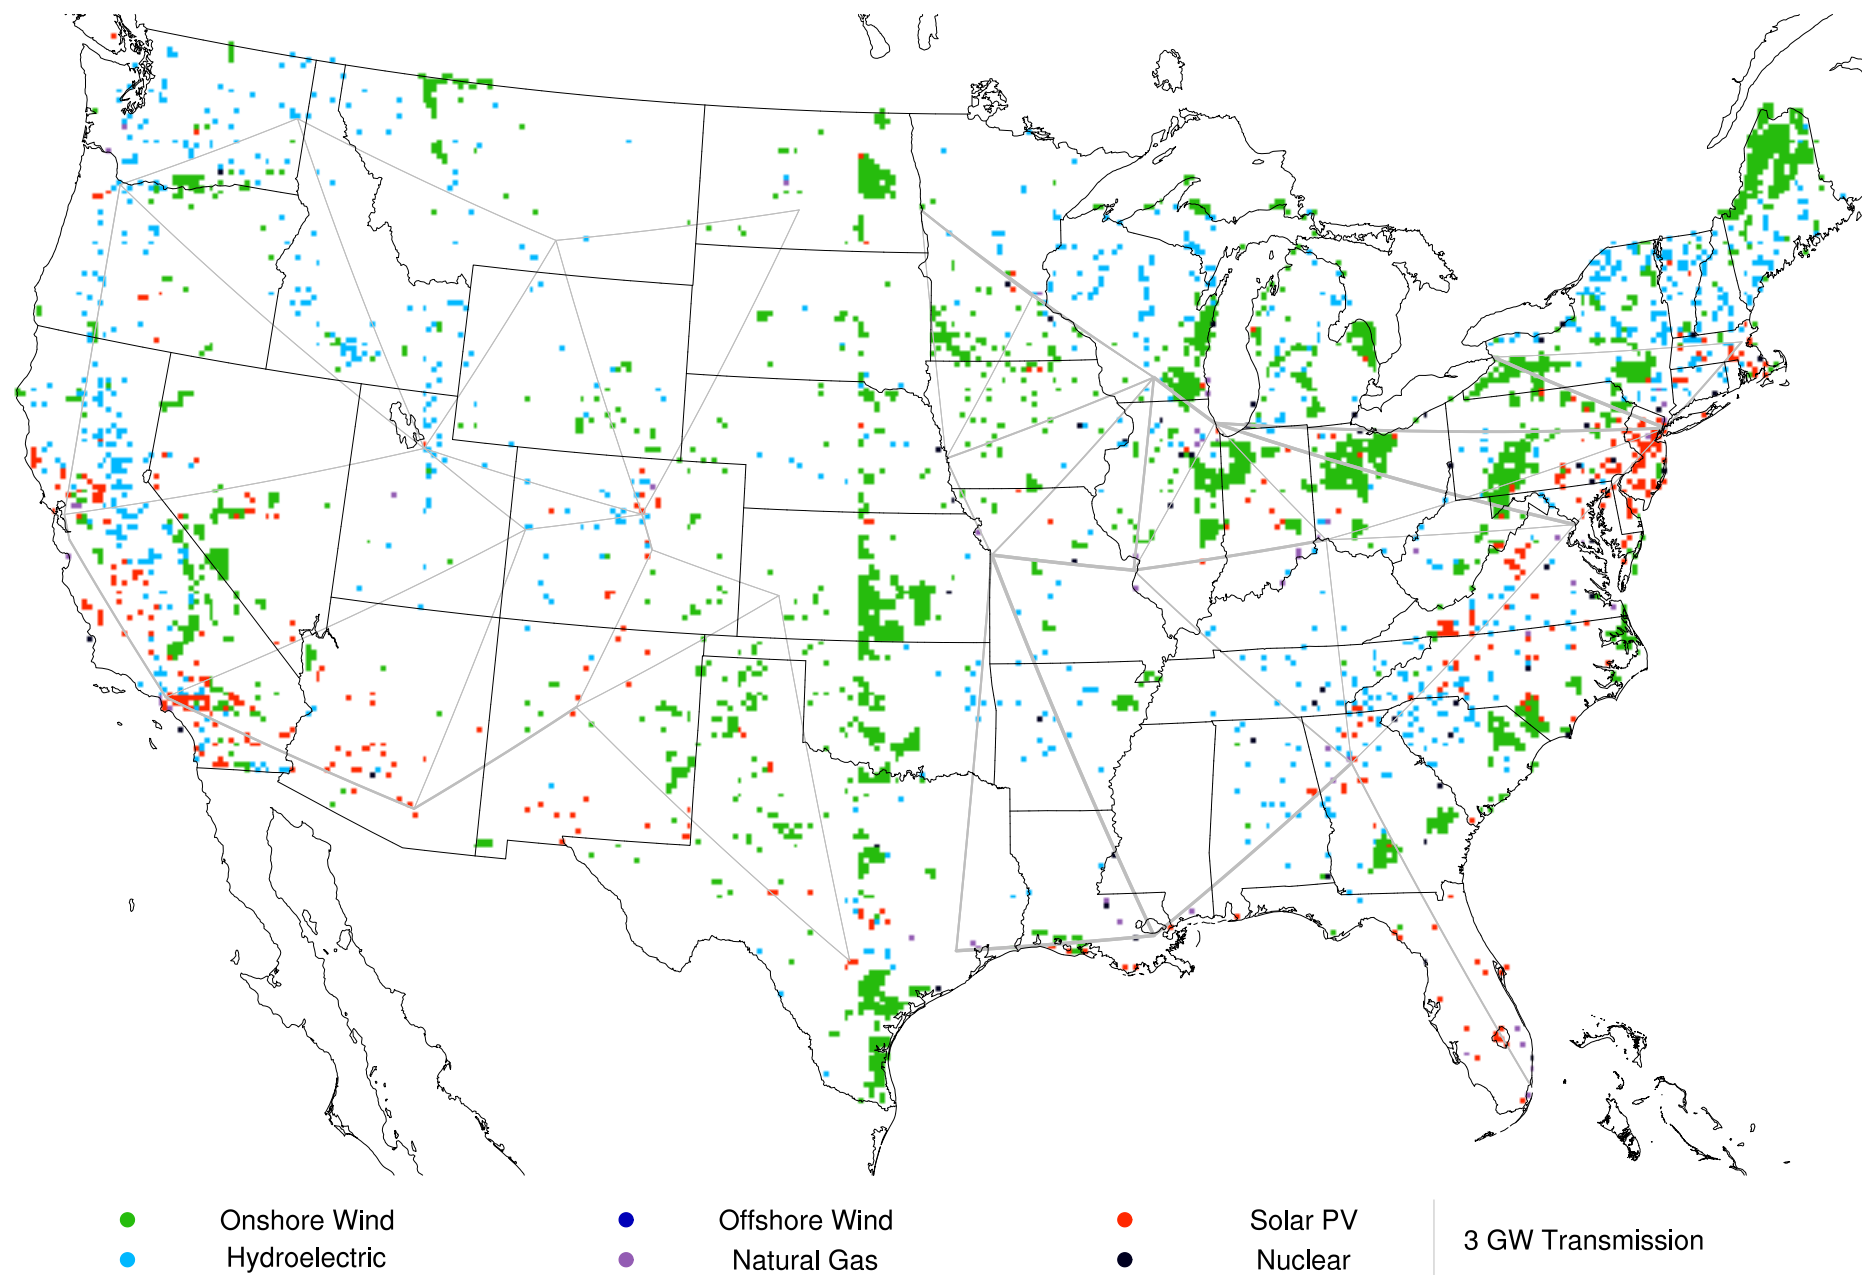 Onshore Wind Offshore Wind Solar PV
Hydroelectric Natural Gas Nuclear
3 GW Transmission